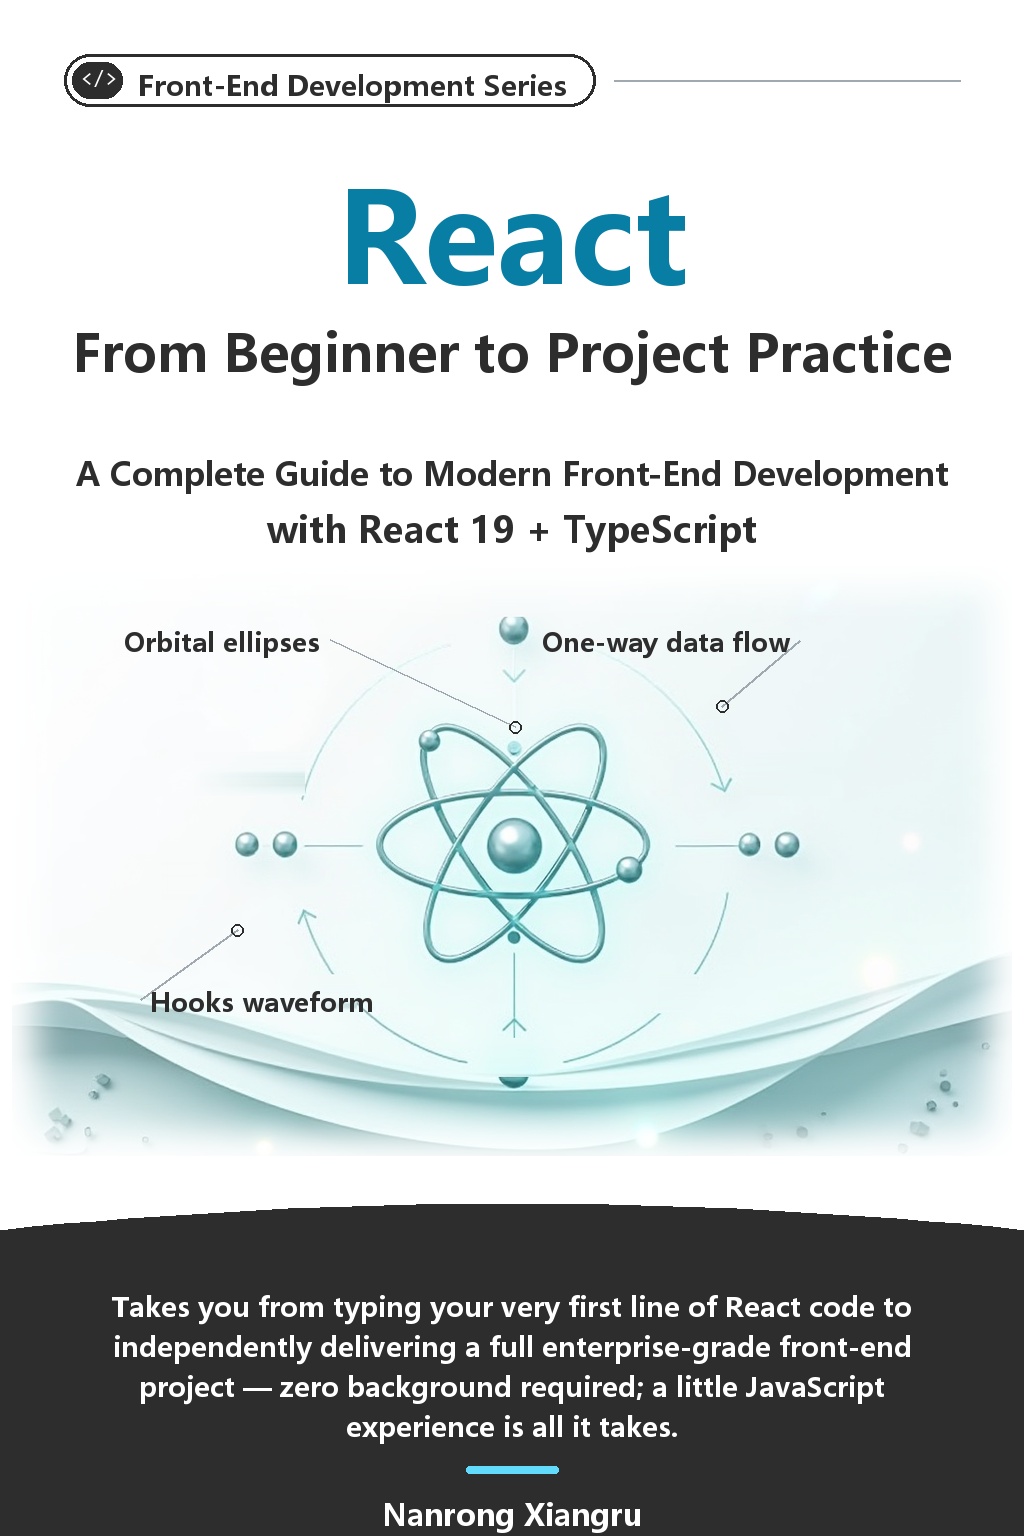 </> Front-End Development Series
React
From Beginner to Project Practice
A Complete Guide to Modern Front-End Development
with React 19 + TypeScript
Orbital ellipses
One-way data flow
Hooks waveform
Takes you from typing your very first line of React code to
independently delivering a full enterprise-grade front-end
project — zero background required; a little JavaScript
experience is all it takes.
Nanrong Xiangru